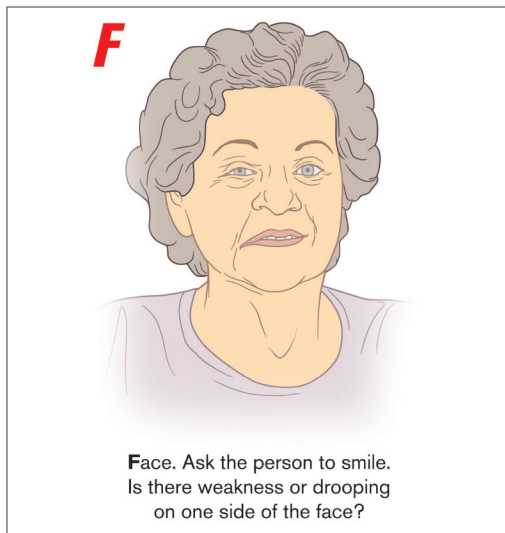 F
Face. Ask the person to smile.
Is there weakness or drooping
on one side of the face?